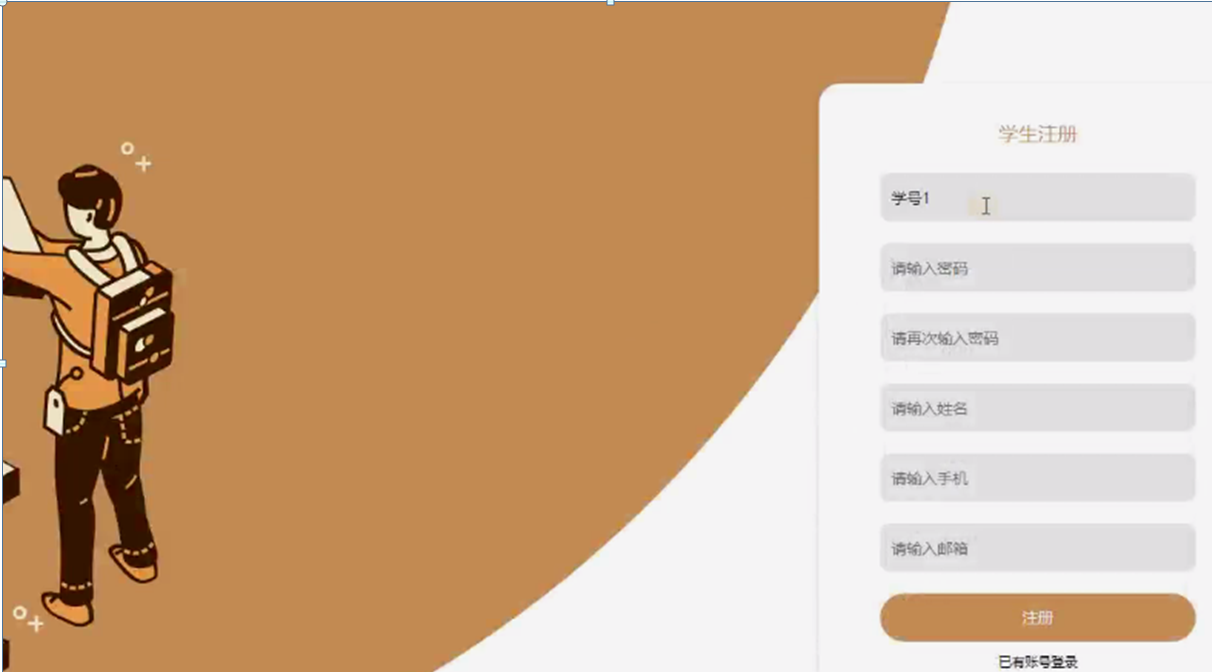 学生注册
学号1
请输入密码
请再次输入密码
请输入姓名
请输入手机
请输入邮箱
注册
已有账号登录